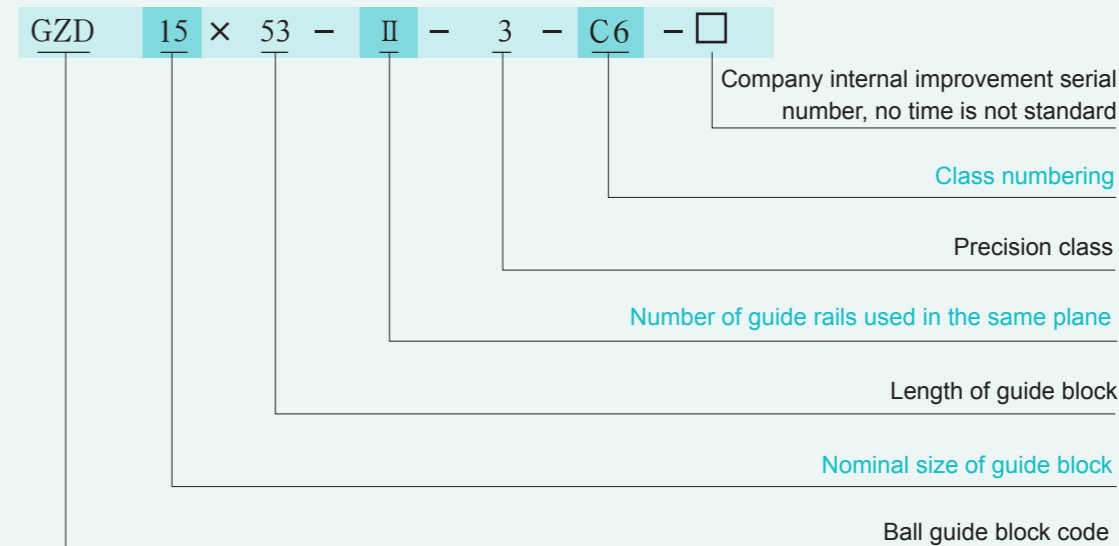 GZD 15 × 53 - Ⅱ - 3 - C6 - □
Company internal improvement serial
number, no time is not standard
Class numbering
Precision class
Number of guide rails used in the same plane
Length of guide block
Nominal size of guide block
Ball guide block code